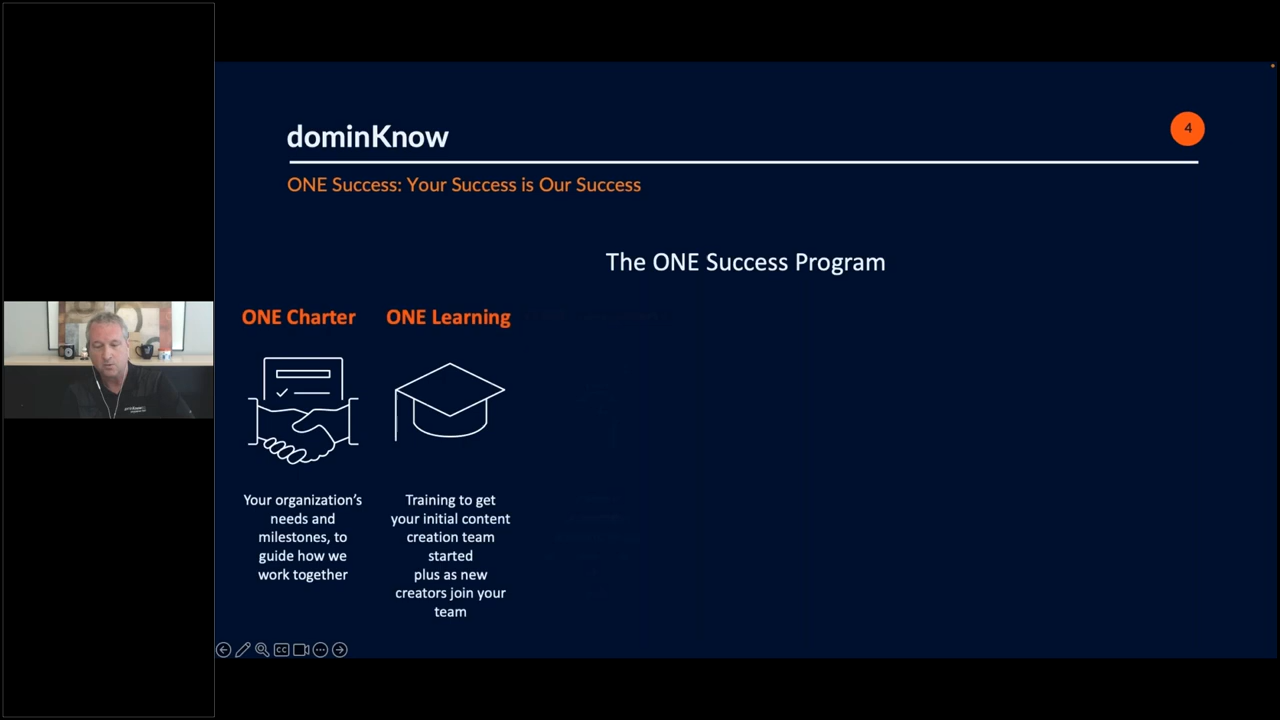 dominKnow
4
ONE Success: Your Success is Our Success
The ONE Success Program
ONE Charter
Your organization’s
needs and
milestones, to
guide how we
work together
ONE Learning
Training to get
your initial content
creation team
started
plus as new
creators join your
team
CC